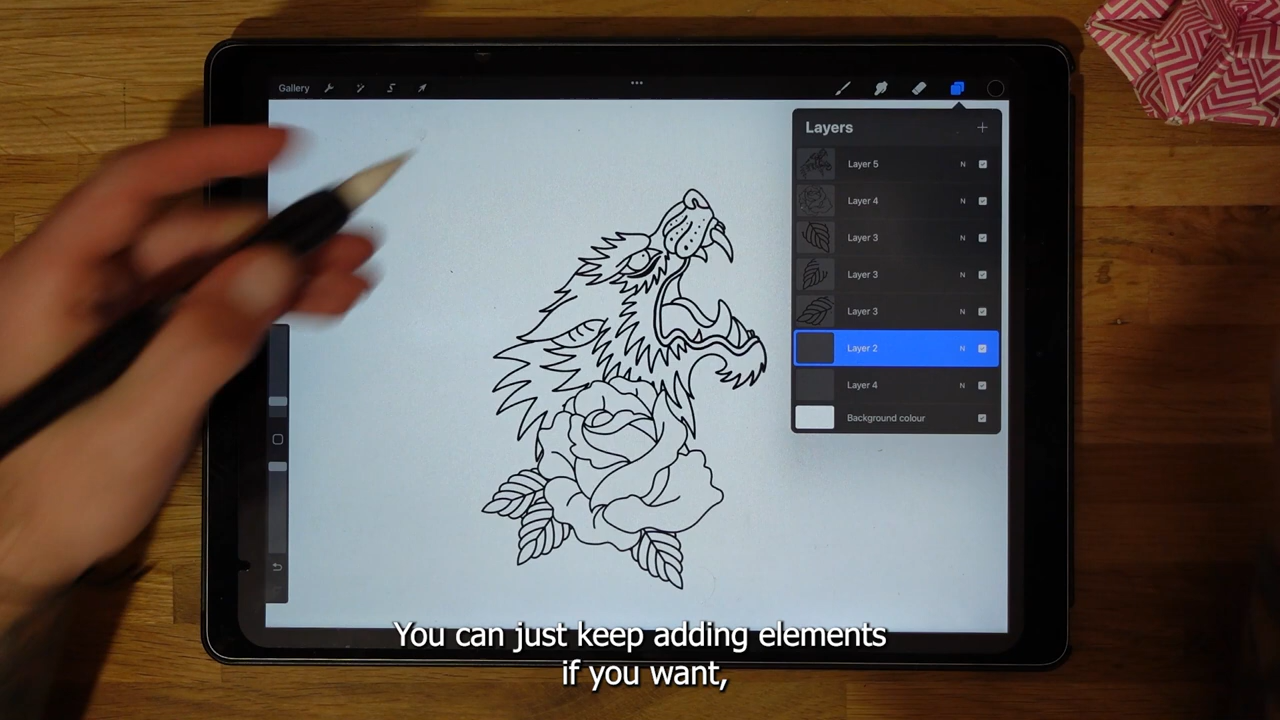 Gallery
Layers
Layer 5 N
Layer 4 N
Layer 3 N
Layer 3 N
Layer 3 N
Layer 2 N
Layer 4 N
Background colour
You can just keep adding elements
if you want,